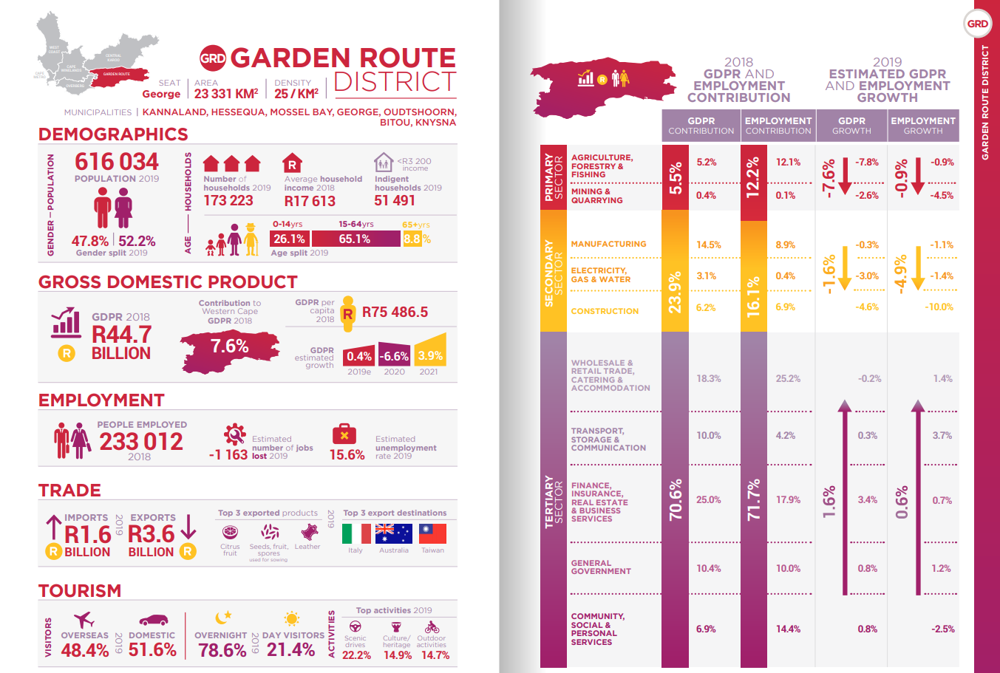 WEST
COAST
CENTRAL
KAROO
CAPE
WINELANDS
CAPE
METRO
GARDEN ROUTE
OVERBERG
GRD GARDEN ROUTE
DISTRICT
SEAT
George
AREA
23 331 KM²
DENSITY
25 / KM²
MUNICIPALITIES | KANNALAND, HESSEQUA, MOSSEL BAY, GEORGE, OUDTSHOORN,
BITOU, KNYSNA
DEMOGRAPHICS
GENDER — POPULATION
616 034
POPULATION 2019
47.8% 52.2%
Gender split 2019
AGE — HOUSEHOLDS
Number of
households 2019
173 223
R
Average household
income 2018
R17 613
<R3 200
income
Indigent
households 2019
51 491
0-14yrs 15-64yrs 65+yrs
26.1% 65.1% 8.8 %
Age split 2019
GROSS DOMESTIC PRODUCT
GDPR 2018
R44.7
BILLION
R
Contribution to
Western Cape
GDPR 2018
7.6%
GDPR per
capita
2018
R
R75 486.5
GDPR
estimated
growth
0.4% -6.6% 3.9%
2019e 2020 2021
EMPLOYMENT
PEOPLE EMPLOYED
233 012
2018
Estimated
number of jobs
lost 2019
-1 163
15.6%
Estimated
unemployment
rate 2019
TRADE
IMPORTS
R1.6
BILLION
R
2019
EXPORTS
R3.6
BILLION
R
Top 3 exported products
Citrus
fruit
Seeds, fruit,
spores
used for sowing
Leather
2019
Top 3 export destinations
Italy Australia Taiwan
TOURISM
VISITORS
OVERSEAS
48.4%
2019
DOMESTIC
51.6%
OVERNIGHT
78.6%
2019
DAY VISITORS
21.4%
ACTIVITIES
Top activities 2019
Scenic
drives
22.2%
Culture/
heritage
14.9%
Outdoor
activities
14.7%
GRD
GARDEN ROUTE DISTRICT
R
2018
GDPR AND
EMPLOYMENT
CONTRIBUTION
2019
ESTIMATED GDPR
AND EMPLOYMENT
GROWTH
GDPR
CONTRIBUTION
EMPLOYMENT
CONTRIBUTION
GDPR
GROWTH
EMPLOYMENT
GROWTH
PRIMARY
SECTOR
5.5%
12.2%
-7.6%
-0.9%
AGRICULTURE,
FORESTRY &
FISHING
5.2% 12.1% -7.8% -0.9%
MINING &
QUARRYING
0.4% 0.1% -2.6% -4.5%
SECONDARY
SECTOR
23.9%
16.1%
-1.6%
-4.9%
MANUFACTURING
14.5% 8.9% -0.3% -1.1%
ELECTRICITY,
GAS & WATER
3.1% 0.4% -3.0% -1.4%
CONSTRUCTION
6.2% 6.9% -4.6% -10.0%
TERTIARY
SECTOR
70.6%
71.7%
1.6%
0.6%
WHOLESALE &
RETAIL TRADE,
CATERING &
ACCOMMODATION
18.3% 25.2% -0.2% 1.4%
TRANSPORT,
STORAGE &
COMMUNICATION
10.0% 4.2% 0.3% 3.7%
FINANCE,
INSURANCE,
REAL ESTATE
& BUSINESS
SERVICES
25.0% 17.9% 3.4% 0.7%
GENERAL
GOVERNMENT
10.4% 10.0% 0.8% 1.2%
COMMUNITY,
SOCIAL &
PERSONAL
SERVICES
6.9% 14.4% 0.8% -2.5%